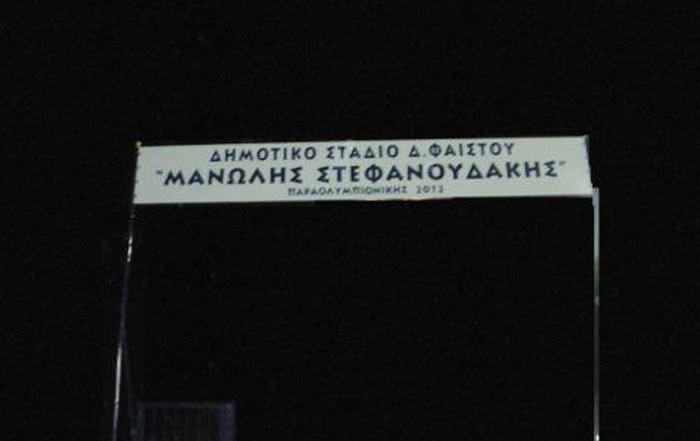 ΔΗΜΟΤΙΚΟ ΣΤΑΔΙΟ Δ.ΦΑΙΣΤΟΥ
"ΜΑΝΩΛΗΣ ΣΤΕΦΑΝΟΥΔΑΚΗΣ"
ΠΑΡΑΟΛΥΜΠΙΟΝΙΚΗΣ 2012